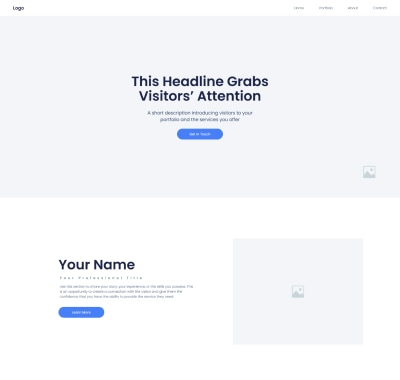 Logo
Home Portfolio About Contact
This Headline Grabs
Visitors’ Attention
A short description introducing visitors to your
portfolio and the services you offer
Get in Touch
Your Name
Your Professional Title
Use this section to share your story, your experience, or the skills you possess. This
is an opportunity to create a connection with the visitor and give them the
confidence that you have the ability to provide the service they need.
Learn More